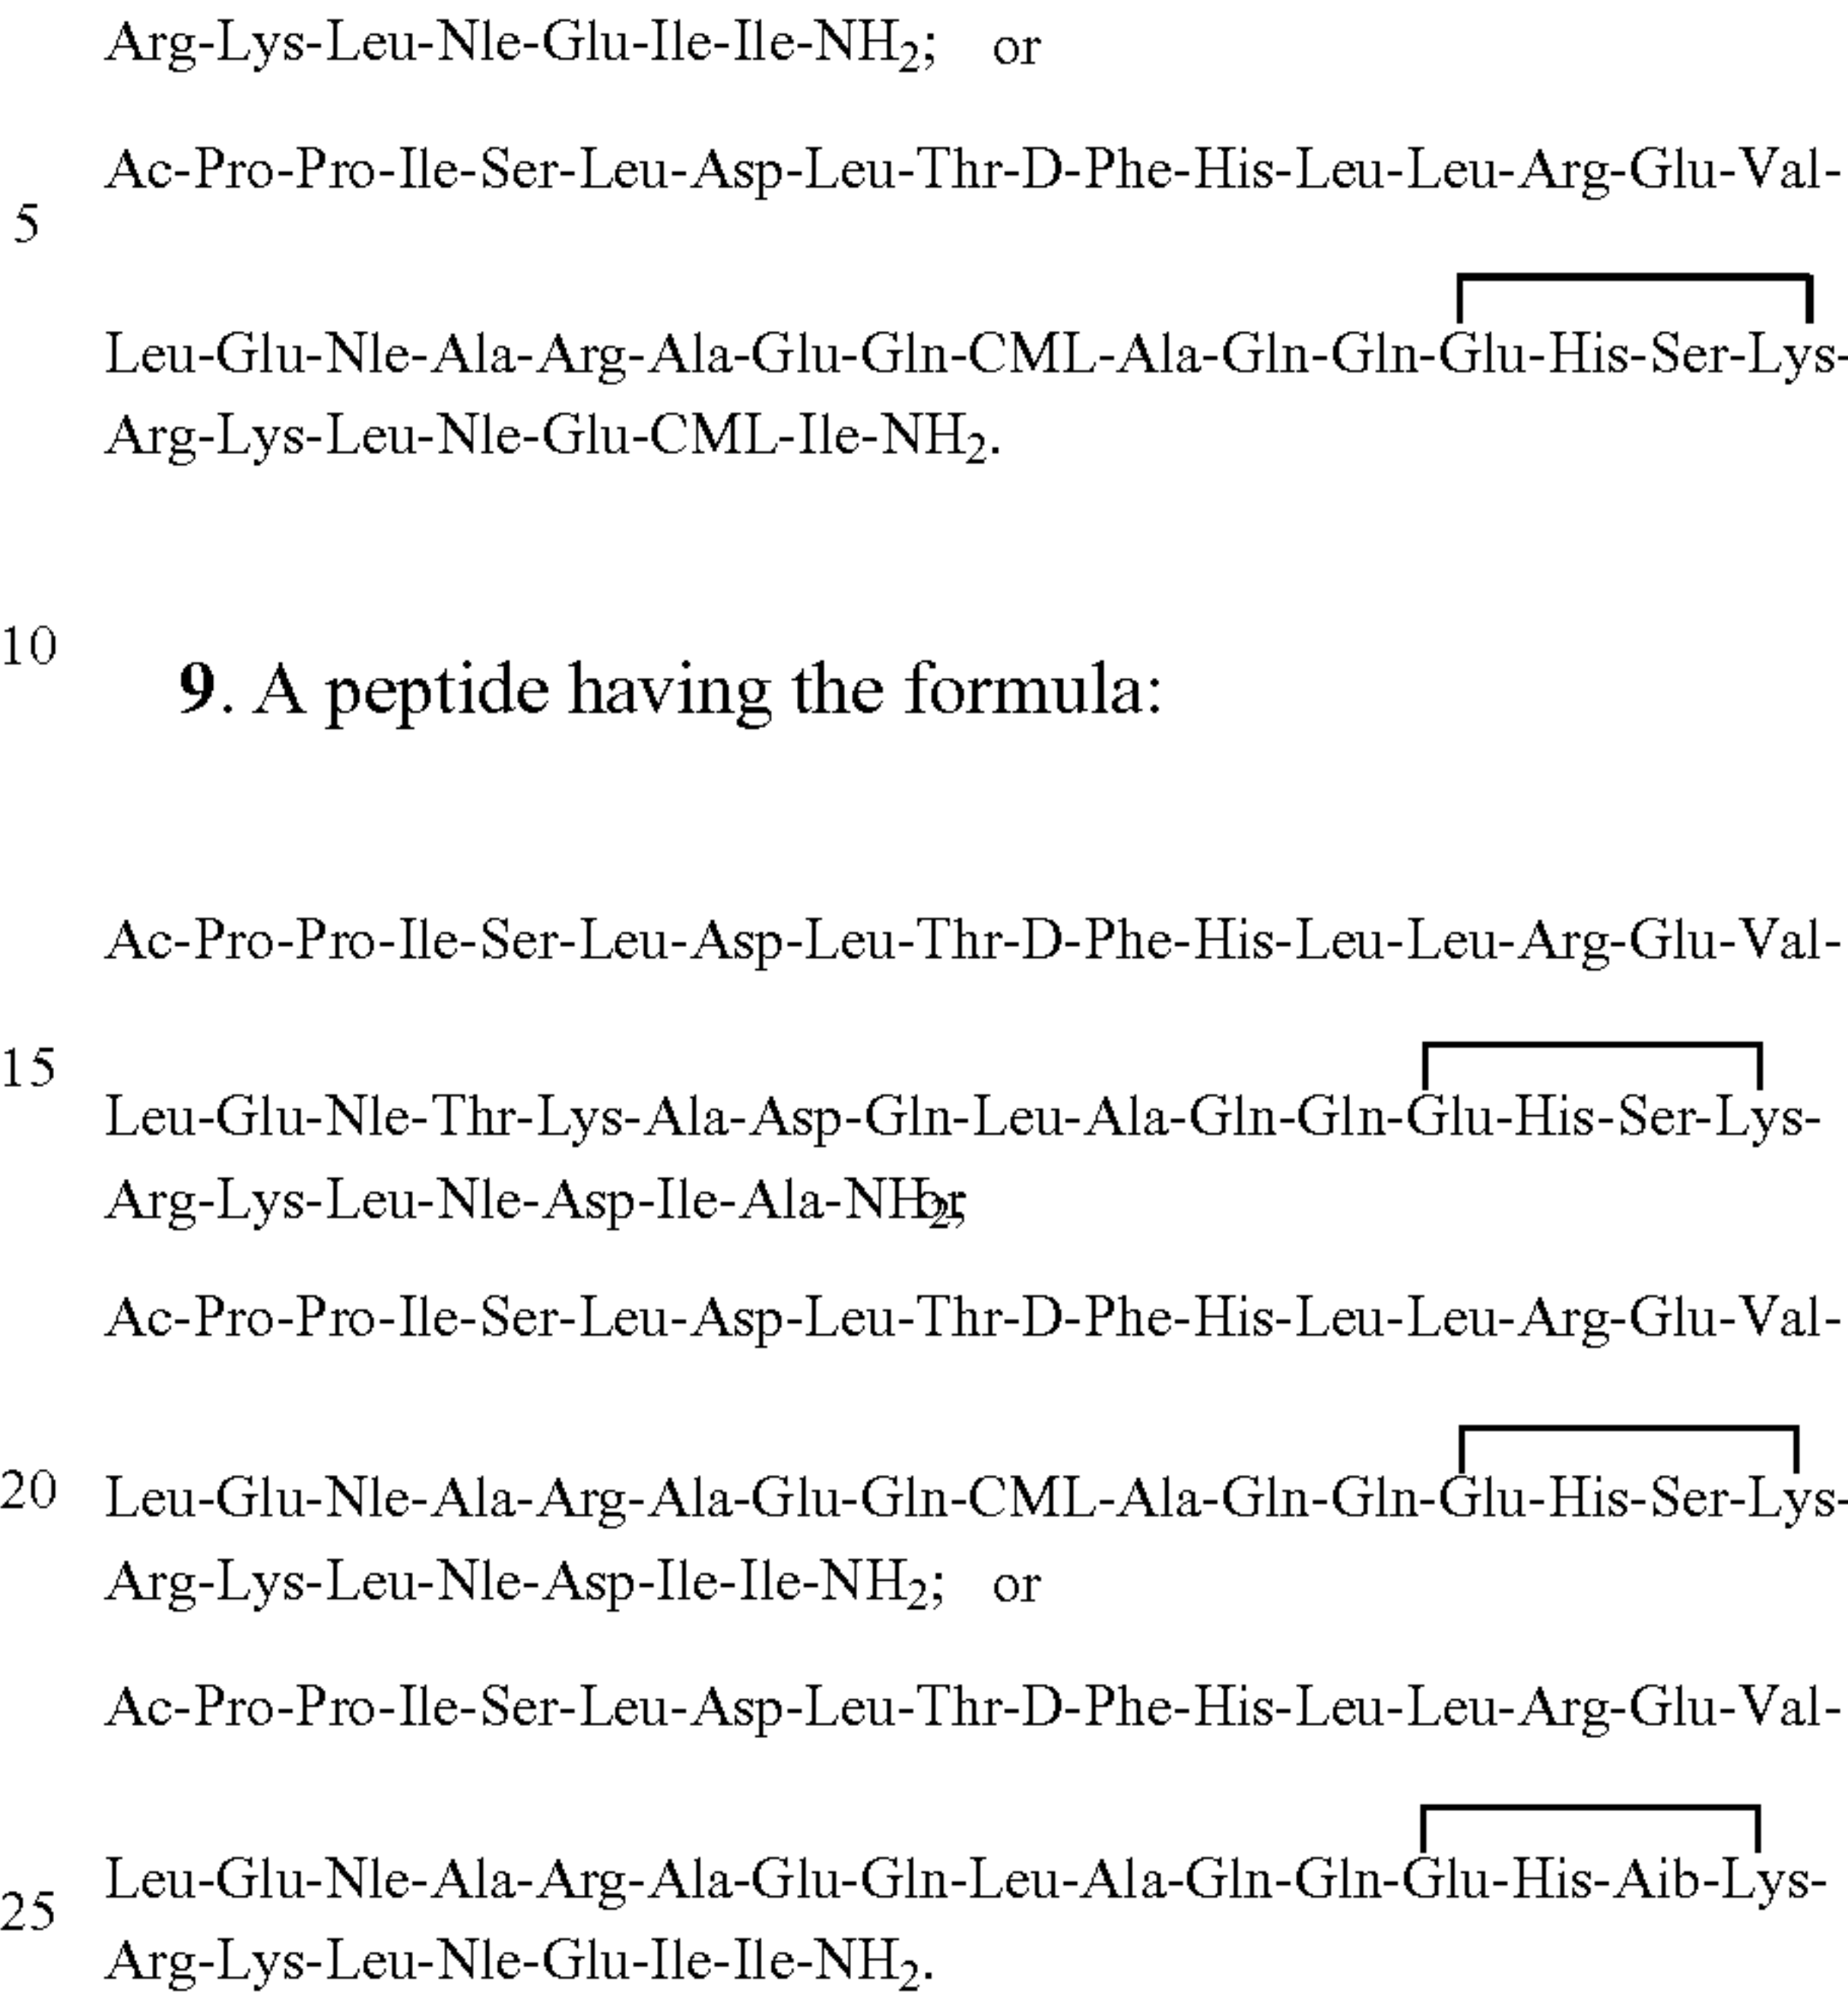 Arg-Lys-Leu-Nle-Glu-Ile-Ile-NH₂; or
Ac-Pro-Pro-Ile-Ser-Leu-Asp-Leu-Thr-D-Phe-His-Leu-Leu-Arg-Glu-Val-
5
Leu-Glu-Nle-Ala-Arg-Ala-Glu-Gln-CML-Ala-Gln-Gln-Glu-His-Ser-Lys-
Arg-Lys-Leu-Nle-Glu-CML-Ile-NH₂.
10
9. A peptide having the formula:
Ac-Pro-Pro-Ile-Ser-Leu-Asp-Leu-Thr-D-Phe-His-Leu-Leu-Arg-Glu-Val-
15
Leu-Glu-Nle-Thr-Lys-Ala-Asp-Gln-Leu-Ala-Gln-Gln-Glu-His-Ser-Lys-
Arg-Lys-Leu-Nle-Asp-Ile-Ala-NH₂; or
Ac-Pro-Pro-Ile-Ser-Leu-Asp-Leu-Thr-D-Phe-His-Leu-Leu-Arg-Glu-Val-
20 Leu-Glu-Nle-Ala-Arg-Ala-Glu-Gln-CML-Ala-Gln-Gln-Glu-His-Ser-Lys-
Arg-Lys-Leu-Nle-Asp-Ile-Ile-NH₂; or
Ac-Pro-Pro-Ile-Ser-Leu-Asp-Leu-Thr-D-Phe-His-Leu-Leu-Arg-Glu-Val-
Leu-Glu-Nle-Ala-Arg-Ala-Glu-Gln-Leu-Ala-Gln-Gln-Glu-His-Aib-Lys-
25
Arg-Lys-Leu-Nle-Glu-Ile-Ile-NH₂.